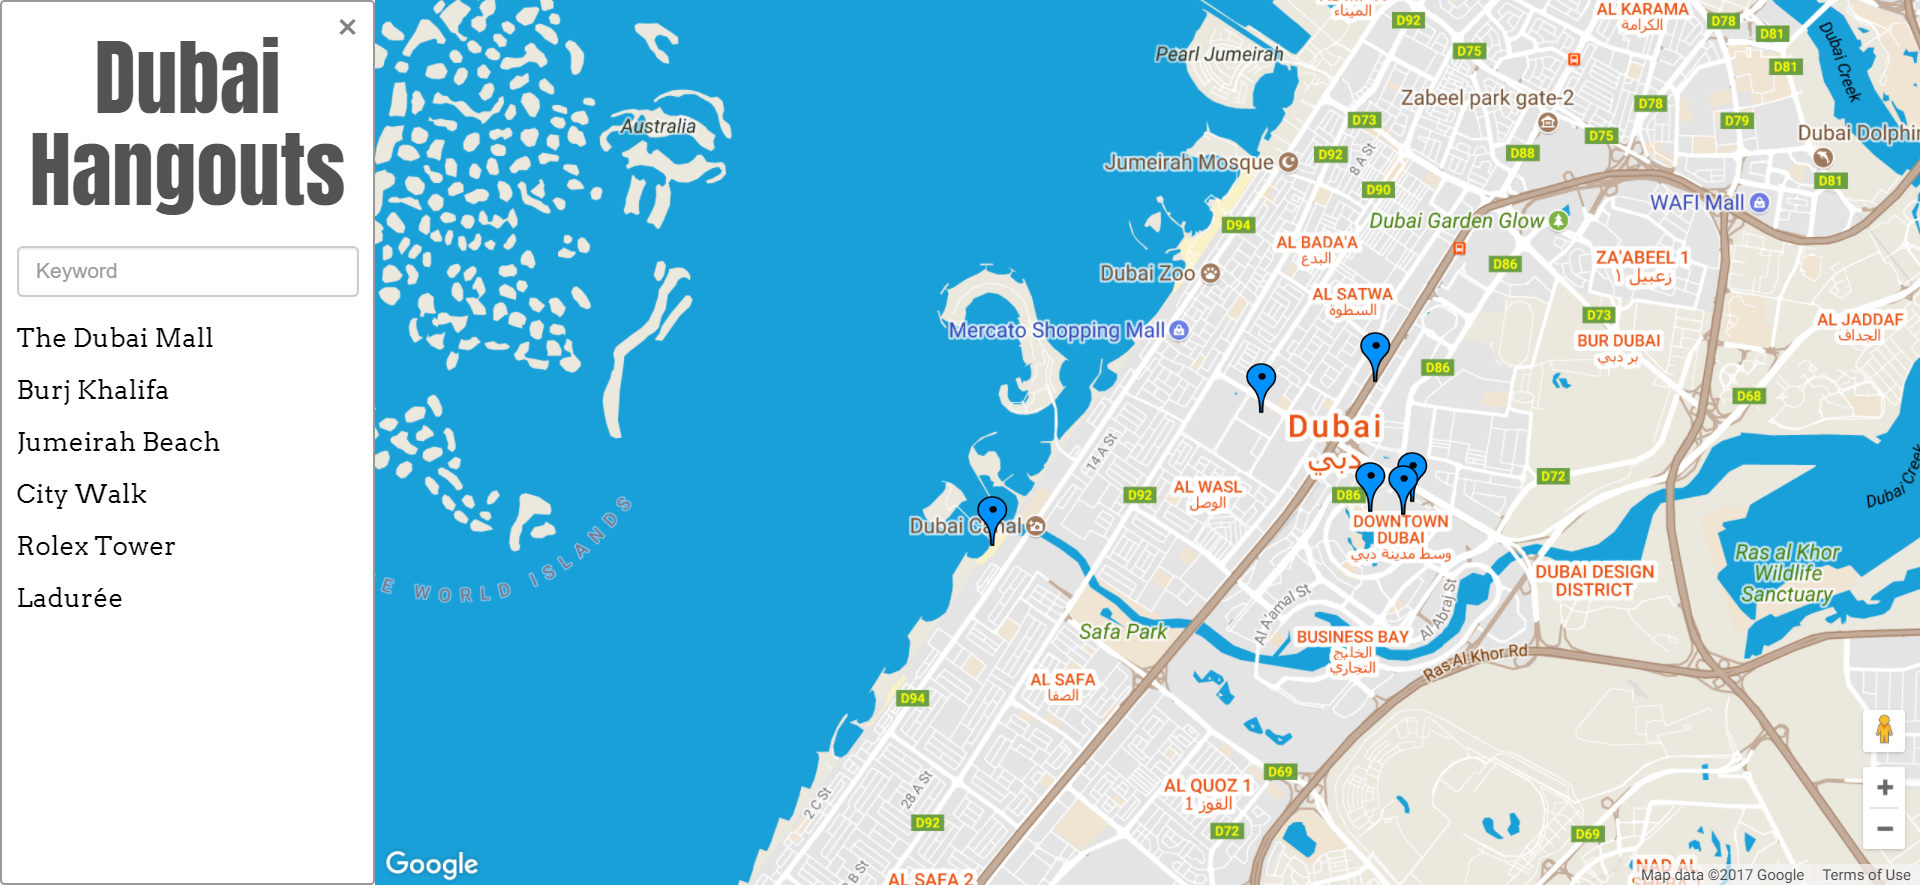 ×
Dubai
Hangouts
Keyword
The Dubai Mall
Burj Khalifa
Jumeirah Beach
City Walk
Rolex Tower
Ladurée
الميناء
D92
AL KARAMA
الكرامة
D78
D81
Dubai Creek
D75
Pearl Jumeirah
D81
Zabeel park gate-2
D78
D73
D79
Australia
D75
Dubai Dolphin
D92
8 A St
D88
Jumeirah Mosque
D90
D81
WAFI Mall
D94
Dubai Garden Glow
AL BADA'A
البدع
ZA'ABEEL 1
زعبيل ١
D86
Dubai Zoo
AL SATWA
السطوة
D73
AL JADDAF
الجداف
Mercato Shopping Mall
BUR DUBAI
بر دبي
D86
D68
Dubai
دبي
14 A St
D72
AL WASL
الوصل
D92
D86
Dubai Creek
Dubai Canal
DOWNTOWN
DUBAI
وسط مدينة دبي
E WORLD ISLANDS
DUBAI DESIGN
DISTRICT
Ras al Khor
Wildlife
Sanctuary
Al A'amal St
Al Abraj St
Safa Park
BUSINESS BAY
الخليج
التجاري
Ras Al Khor Rd
AL SAFA
الصفا
D94
D69
AL QUOZ 1
القوز 1
28 A St
2 C St
D92
D72
D69
8 B St
AL SAFA 2
NAD AL
+
−
Google
Map data ©2017 Google
Terms of Use